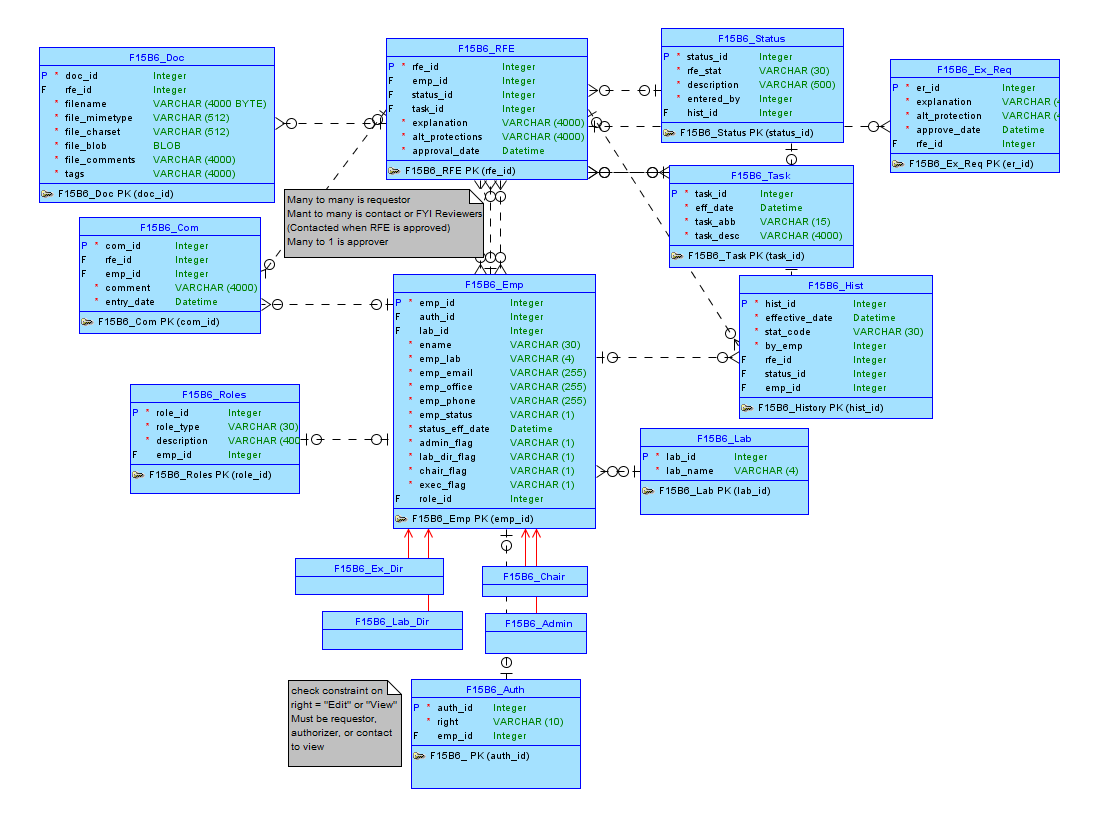 F15B6_Doc
P * doc_id Integer
F rfe_id Integer
* filename VARCHAR (4000 BYTE)
* file_mimetype VARCHAR (512)
* file_charset VARCHAR (512)
* file_blob BLOB
* file_comments VARCHAR (4000)
* tags VARCHAR (4000)
F15B6_Doc PK (doc_id)
F15B6_RFE
P * rfe_id Integer
F emp_id Integer
F status_id Integer
F task_id Integer
* explanation VARCHAR (4000)
* alt_protections VARCHAR (4000)
* approval_date Datetime
F15B6_RFE PK (rfe_id)
F15B6_Status
P * status_id Integer
* rfe_stat VARCHAR (30)
* description VARCHAR (500)
* entered_by Integer
F hist_id Integer
F15B6_Status PK (status_id)
F15B6_Ex_Req
P * er_id Integer
* explanation VARCHAR (4
* alt_protection VARCHAR (4
* approve_date Datetime
F rfe_id Integer
F15B6_Ex_Req PK (er_id)
F15B6_Task
P * task_id Integer
* eff_date Datetime
* task_abb VARCHAR (15)
* task_desc VARCHAR (4000)
F15B6_Task PK (task_id)
Many to many is requestor
Mant to many is contact or FYI Reviewers
(Contacted when RFE is approved)
Many to 1 is approver
F15B6_Com
P * com_id Integer
F rfe_id Integer
F emp_id Integer
* comment VARCHAR (4000)
* entry_date Datetime
F15B6_Com PK (com_id)
F15B6_Emp
P * emp_id Integer
F auth_id Integer
F lab_id Integer
* ename VARCHAR (30)
* emp_lab VARCHAR (4)
* emp_email VARCHAR (255)
* emp_office VARCHAR (255)
* emp_phone VARCHAR (255)
* emp_status VARCHAR (1)
* status_eff_date Datetime
* admin_flag VARCHAR (1)
* lab_dir_flag VARCHAR (1)
* chair_flag VARCHAR (1)
* exec_flag VARCHAR (1)
F role_id Integer
F15B6_Emp PK (emp_id)
F15B6_Hist
P * hist_id Integer
* effective_date Datetime
* stat_code VARCHAR (30)
* by_emp Integer
F rfe_id Integer
F status_id Integer
F emp_id Integer
F15B6_History PK (hist_id)
F15B6_Roles
P * role_id Integer
* role_type VARCHAR (30)
* description VARCHAR (400
F emp_id Integer
F15B6_Roles PK (role_id)
F15B6_Lab
P * lab_id Integer
* lab_name VARCHAR (4)
F15B6_Lab PK (lab_id)
F15B6_Ex_Dir
F15B6_Chair
F15B6_Lab_Dir
F15B6_Admin
check constraint on
right = "Edit" or "View"
Must be requestor,
authorizer, or contact
to view
F15B6_Auth
P * auth_id Integer
* right VARCHAR (10)
F emp_id Integer
F15B6_ PK (auth_id)